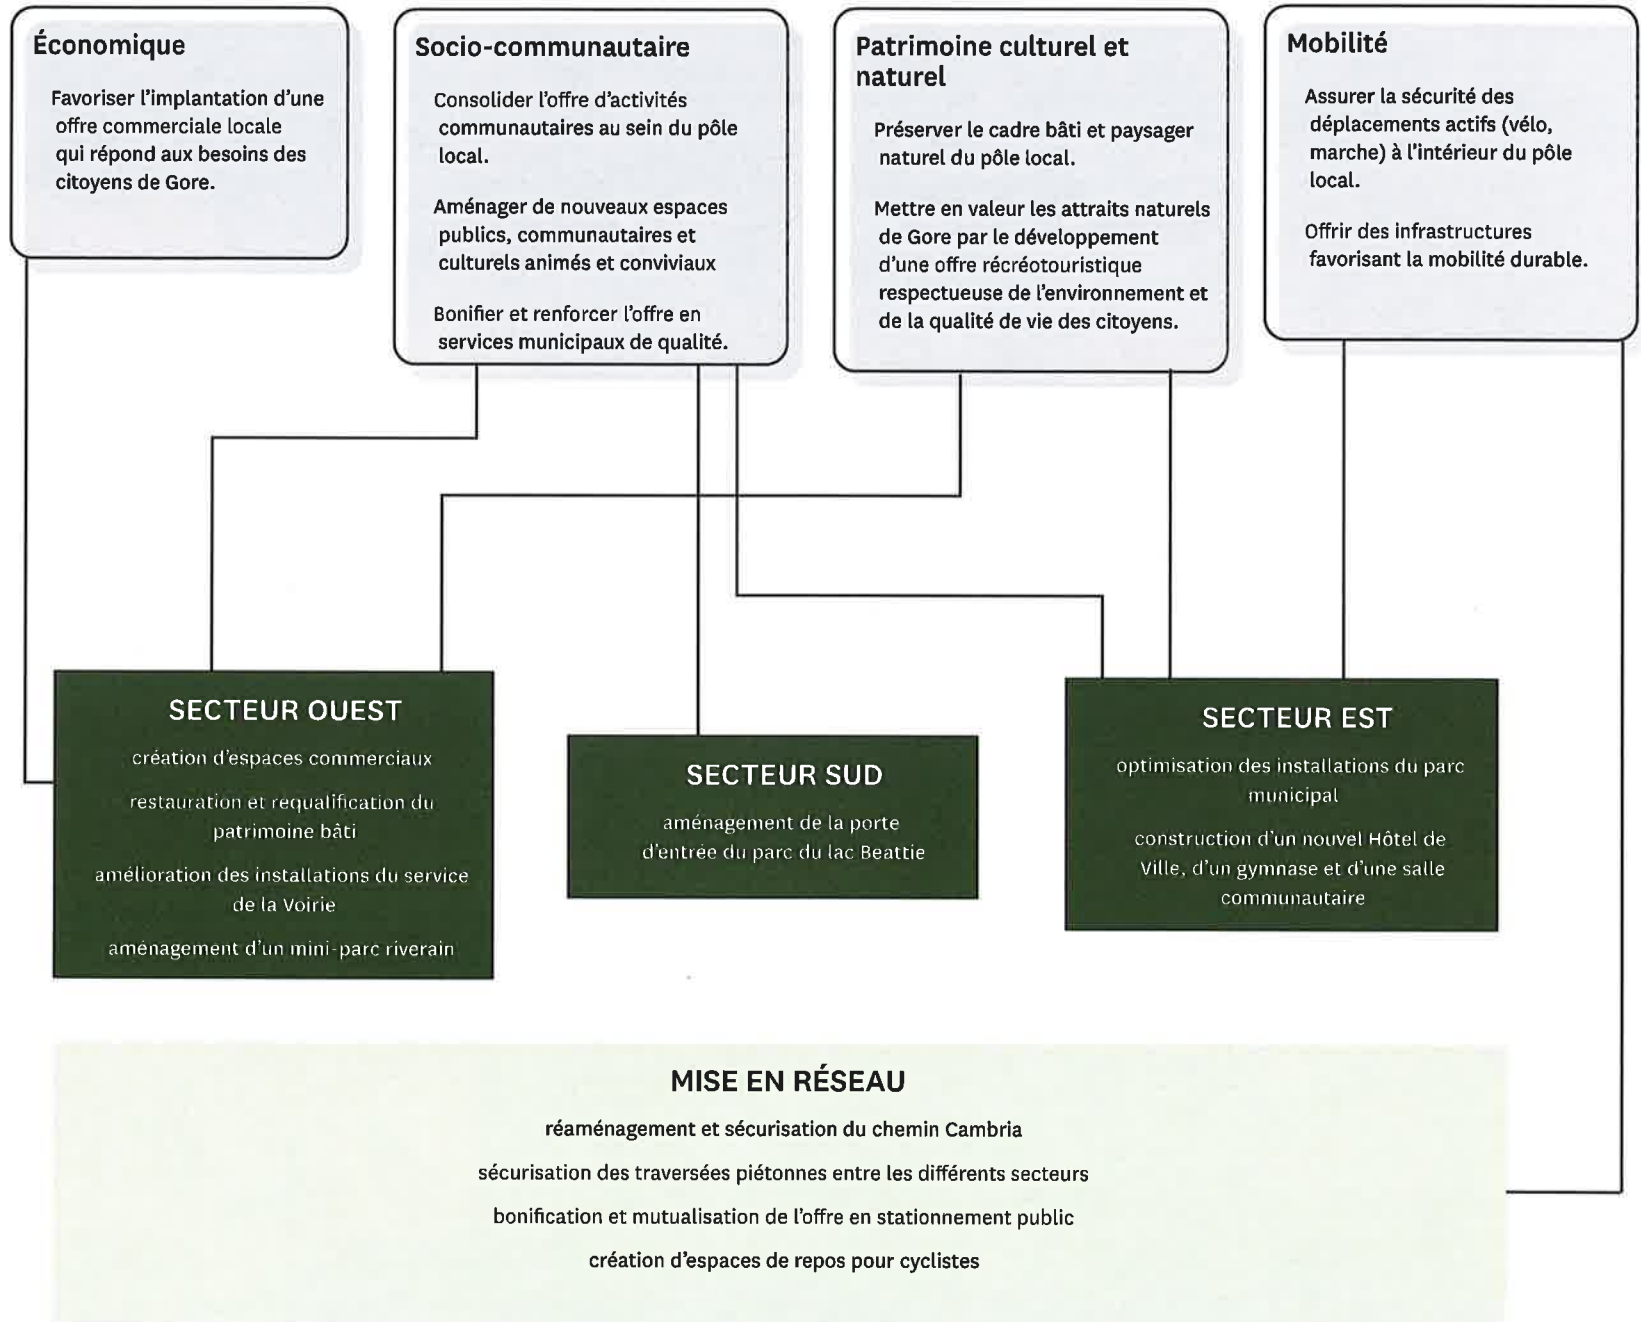 Économique
Favoriser l'implantation d'une
offre commerciale locale
qui répond aux besoins des
citoyens de Gore.
Socio-communautaire
Consolider l'offre d'activités
communautaires au sein du pôle
local.
Aménager de nouveaux espaces
publics, communautaires et
culturels animés et conviviaux
Bonifier et renforcer l'offre en
services municipaux de qualité.
Patrimoine culturel et
naturel
Préserver le cadre bâti et paysager
naturel du pôle local.
Mettre en valeur les attraits naturels
de Gore par le développement
d'une offre récréotouristique
respectueuse de l'environnement et
de la qualité de vie des citoyens.
Mobilité
Assurer la sécurité des
déplacements actifs (vélo,
marche) à l'intérieur du pôle
local.
Offrir des infrastructures
favorisant la mobilité durable.
SECTEUR OUEST
création d'espaces commerciaux
restauration et requalification du
patrimoine bâti
amélioration des installations du service
de la Voirie
aménagement d'un mini-parc riverain
SECTEUR SUD
aménagement de la porte
d'entrée du parc du lac Beattie
SECTEUR EST
optimisation des installations du parc
municipal
construction d'un nouvel Hôtel de
Ville, d'un gymnase et d'une salle
communautaire
MISE EN RÉSEAU
réaménagement et sécurisation du chemin Cambria
sécurisation des traversées piétonnes entre les différents secteurs
bonification et mutualisation de l'offre en stationnement public
création d'espaces de repos pour cyclistes